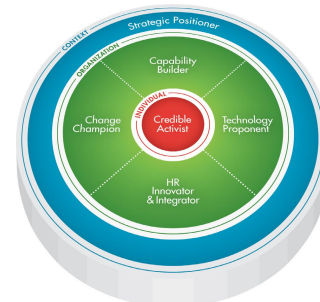 CONTEXT
Strategic Positioner
ORGANIZATION
Capability
Builder
INDIVIDUAL
Change
Champion
Credible
Activist
Technology
Proponent
HR
Innovator
& Integrator